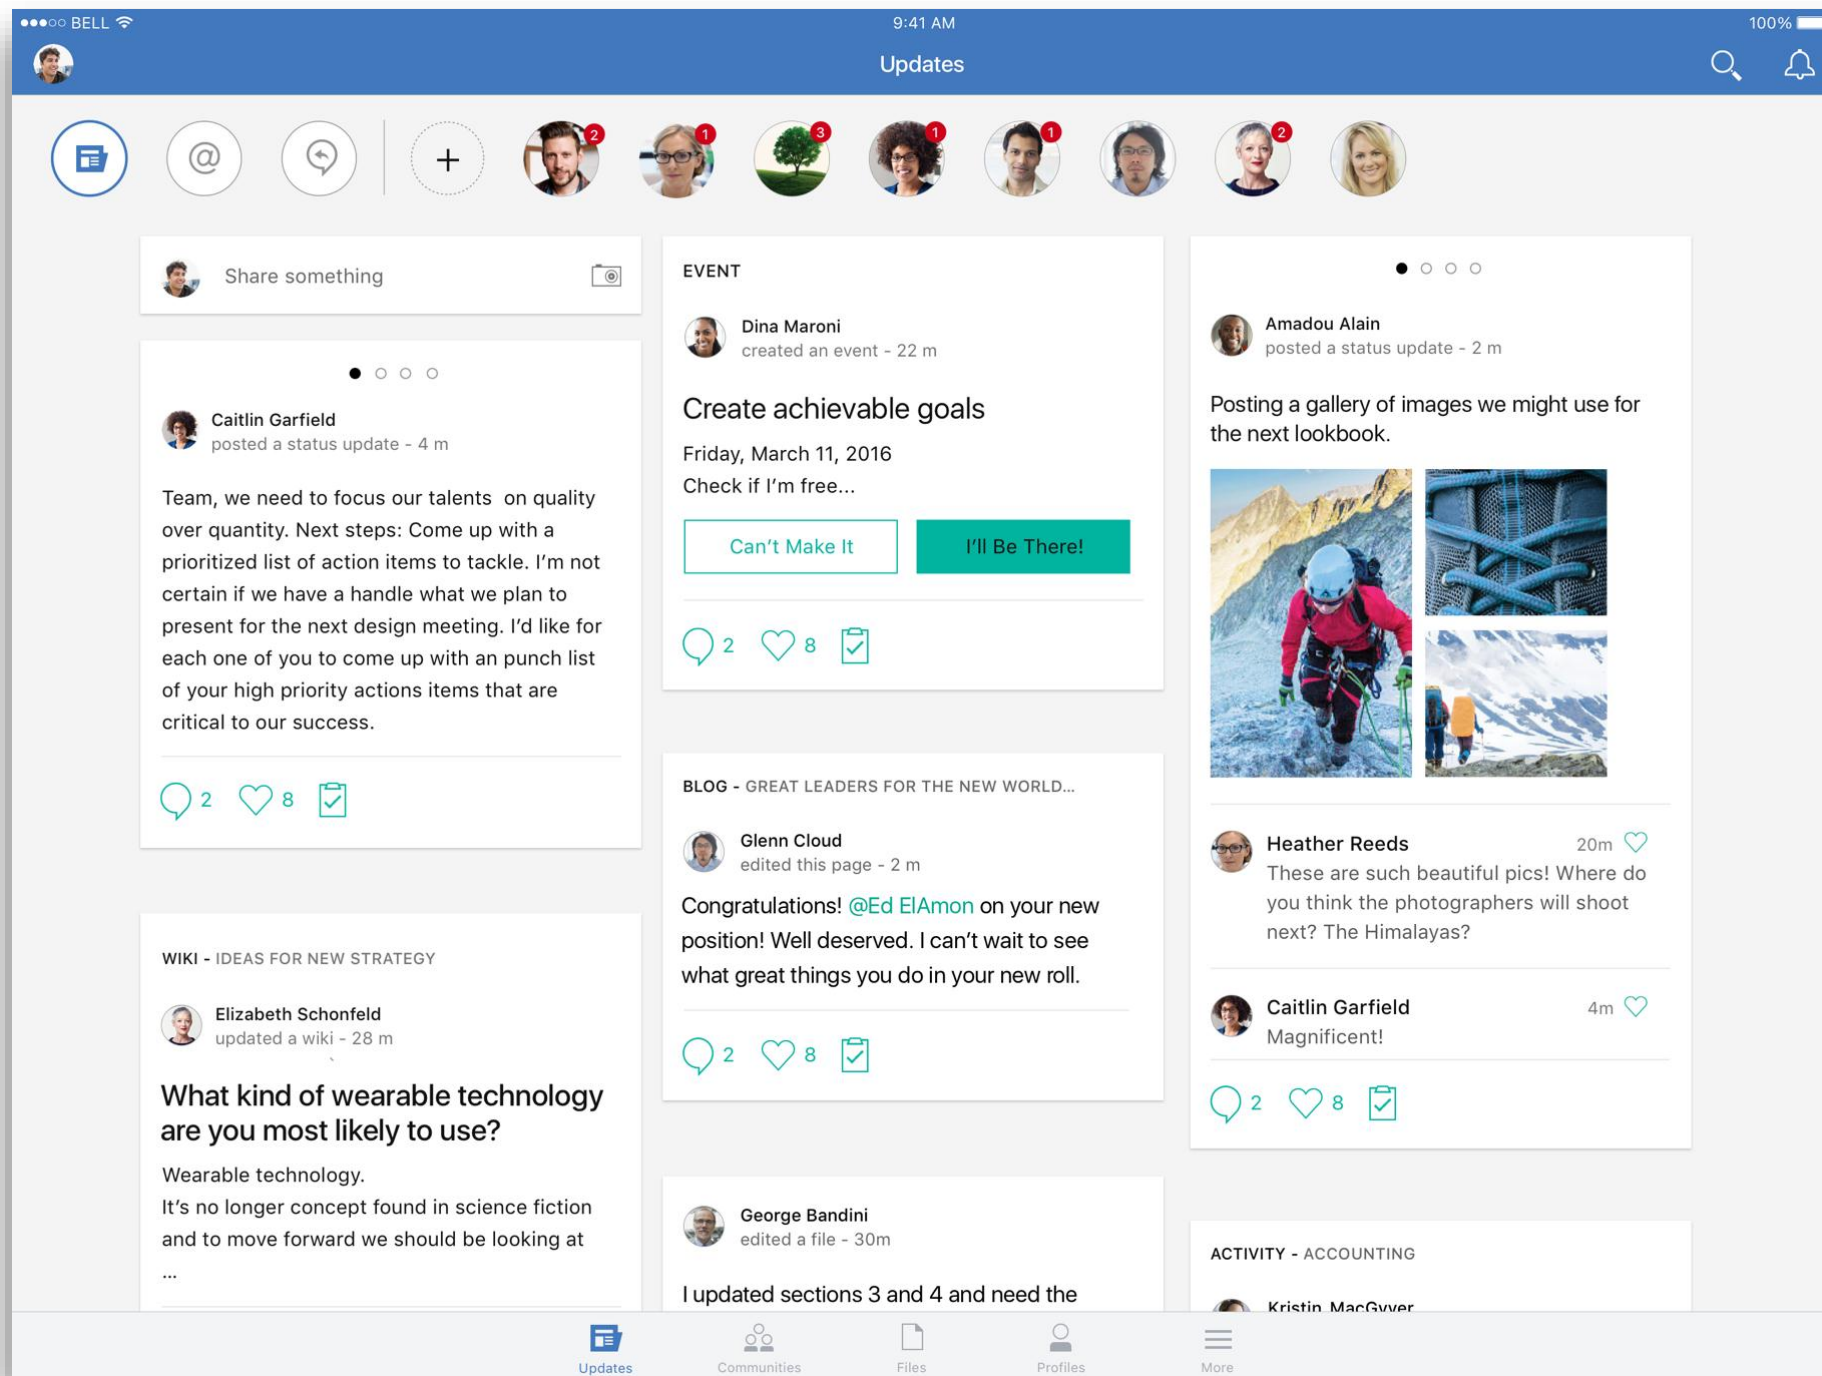 BELL
9:41 AM
100%
Updates
@
+
2
1
3
1
1
2
Share something
Caitlin Garfield
posted a status update - 4 m
Team, we need to focus our talents  on quality
over quantity. Next steps: Come up with a
prioritized list of action items to tackle. I'm not
certain if we have a handle what we plan to
present for the next design meeting. I'd like for
each one of you to come up with an punch list
of your high priority actions items that are
critical to our success.
2
8
WIKI - IDEAS FOR NEW STRATEGY
Elizabeth Schonfeld
updated a wiki - 28 m
What kind of wearable technology
are you most likely to use?
Wearable technology.
It's no longer concept found in science fiction
and to move forward we should be looking at
...
EVENT
Dina Maroni
created an event - 22 m
Create achievable goals
Friday, March 11, 2016
Check if I'm free...
Can't Make It
I'll Be There!
2
8
BLOG - GREAT LEADERS FOR THE NEW WORLD...
Glenn Cloud
edited this page - 2 m
Congratulations! @Ed ElAmon on your new
position! Well deserved. I can't wait to see
what great things you do in your new roll.
2
8
George Bandini
edited a file - 30m
I updated sections 3 and 4 and need the
Amadou Alain
posted a status update - 2 m
Posting a gallery of images we might use for
the next lookbook.
Heather Reeds
20m
These are such beautiful pics! Where do
you think the photographers will shoot
next? The Himalayas?
Caitlin Garfield
4m
Magnificent!
2
8
ACTIVITY - ACCOUNTING
Kristin MacGyver
Updates
Communities
Files
Profiles
More